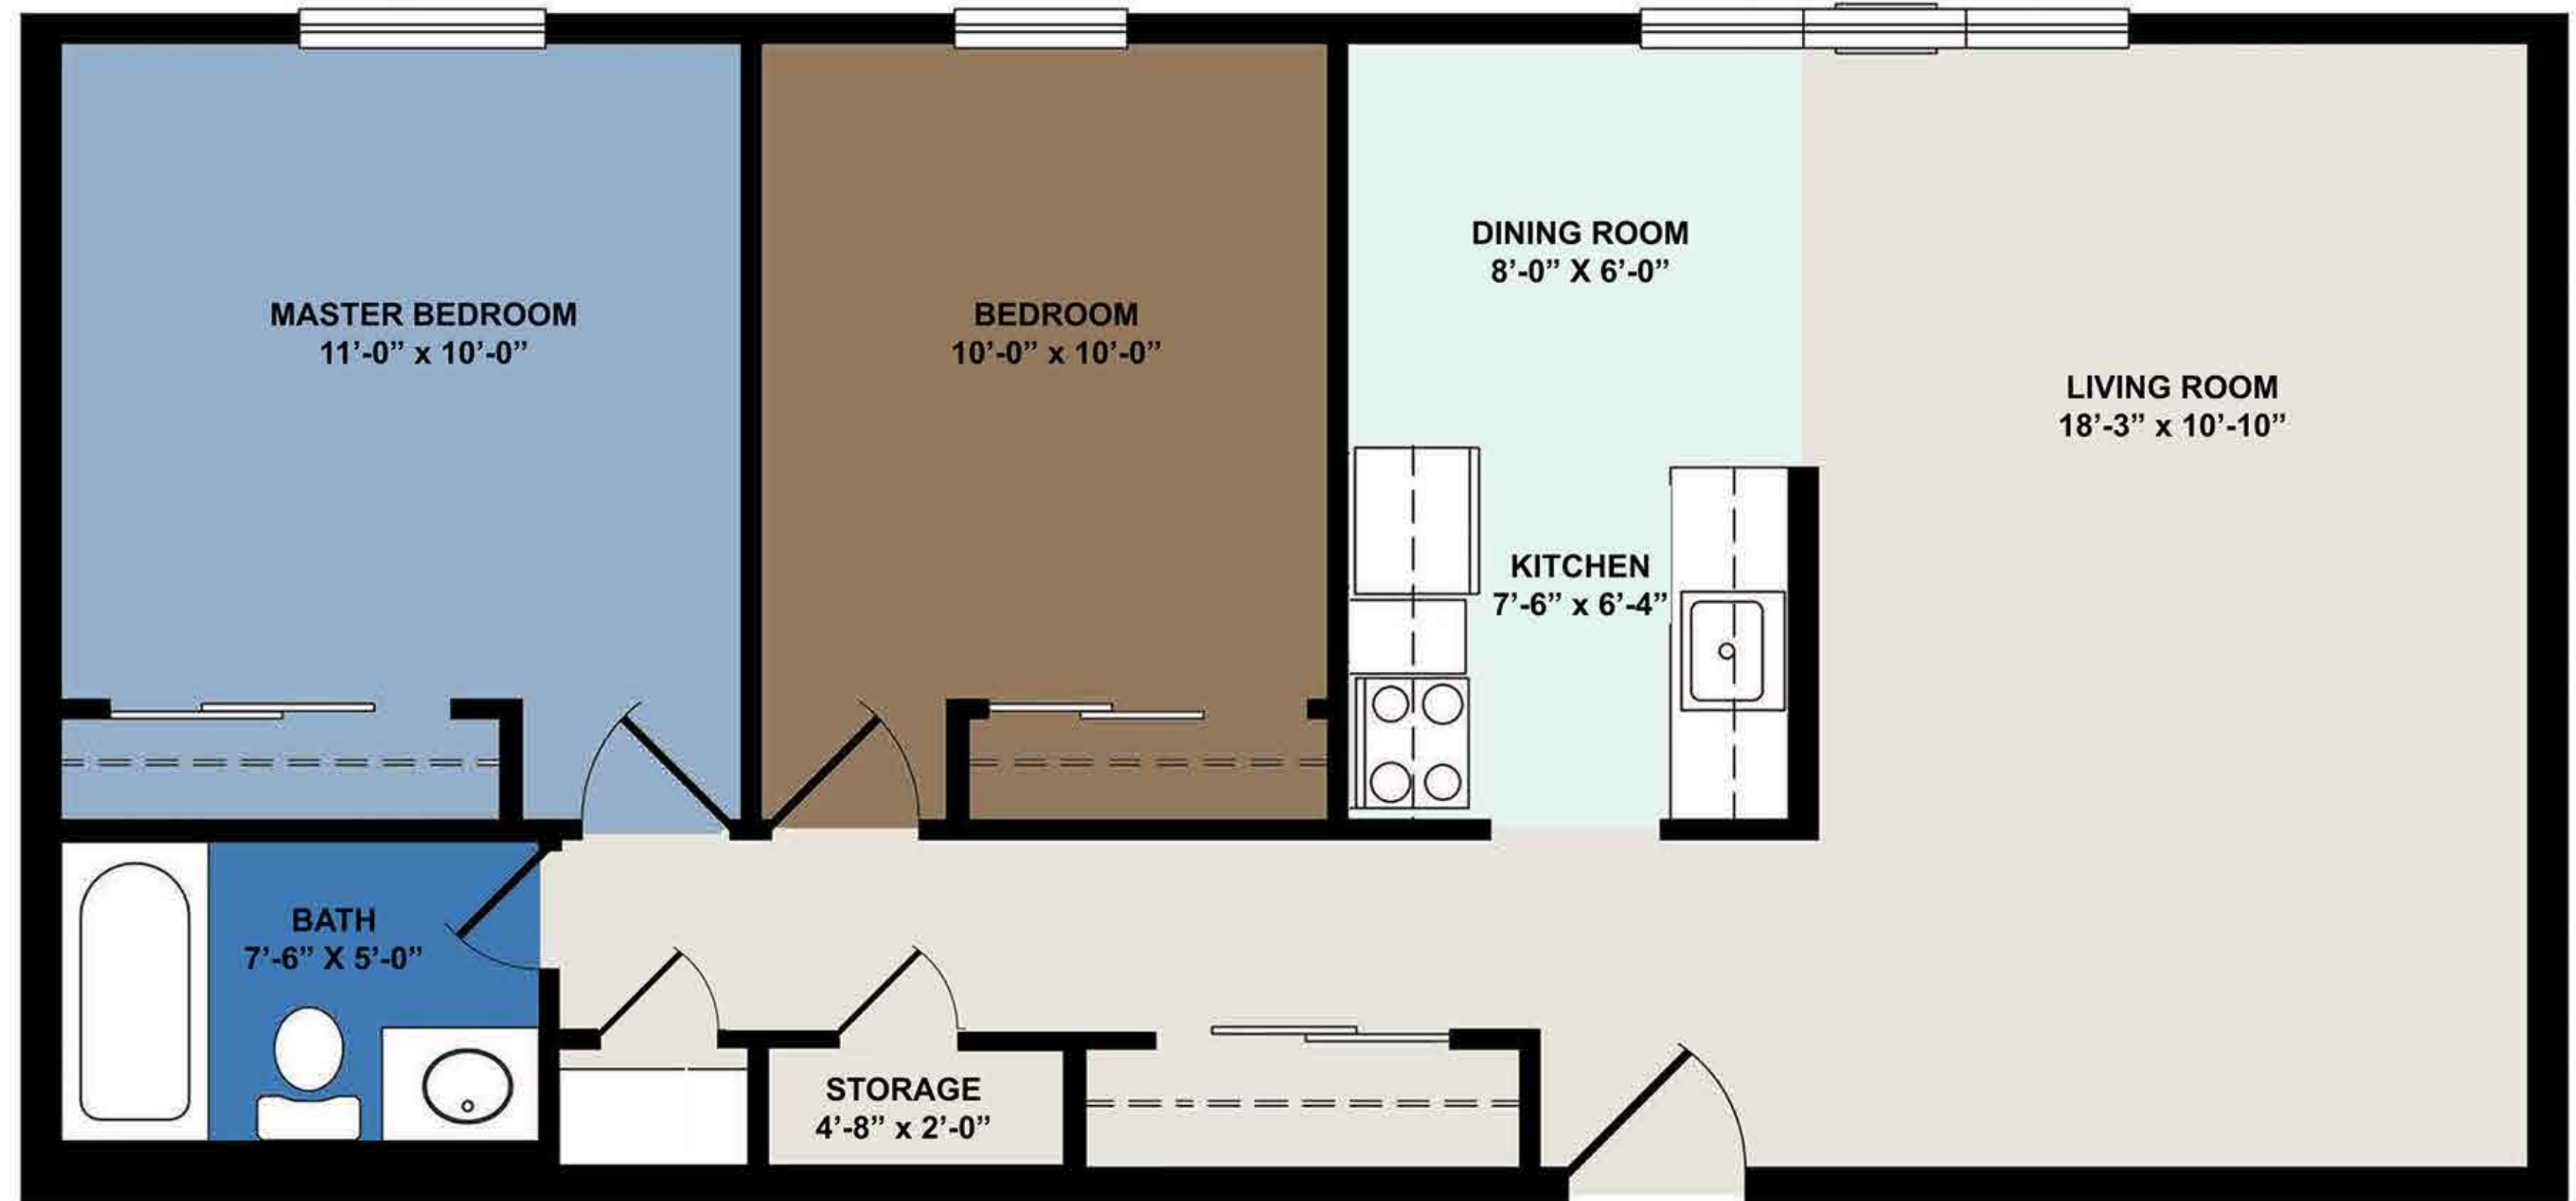 MASTER BEDROOM
11’-0” x 10’-0”
BEDROOM
10’-0” x 10’-0”
DINING ROOM
8’-0” X 6’-0”
LIVING ROOM
18’-3” x 10’-10”
KITCHEN
7’-6” x 6’-4”
BATH
7’-6” X 5’-0”
STORAGE
4’-8” x 2’-0”